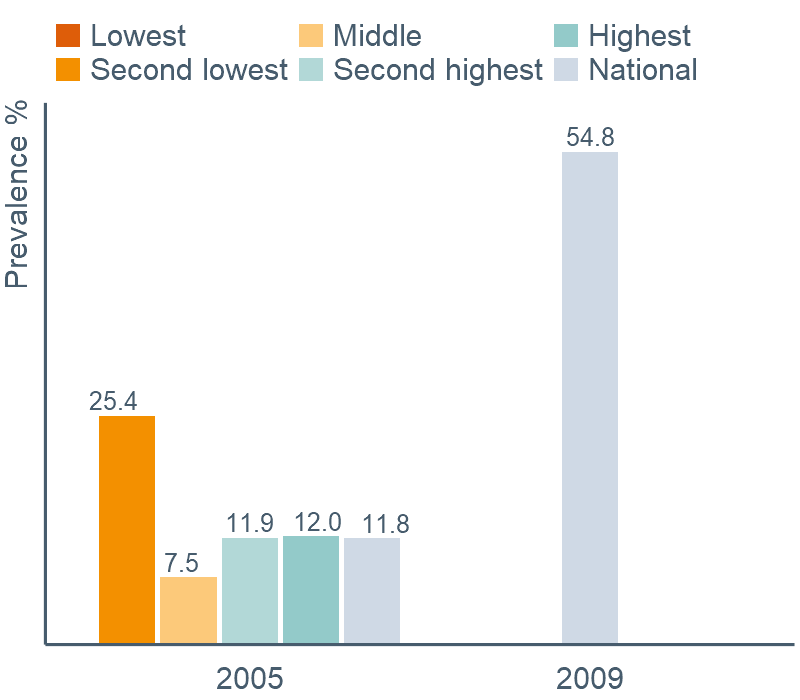 Lowest Middle Highest
Second lowest Second highest National
Prevalence %
54.8
25.4
7.5
11.9
12.0
11.8
2005 2009